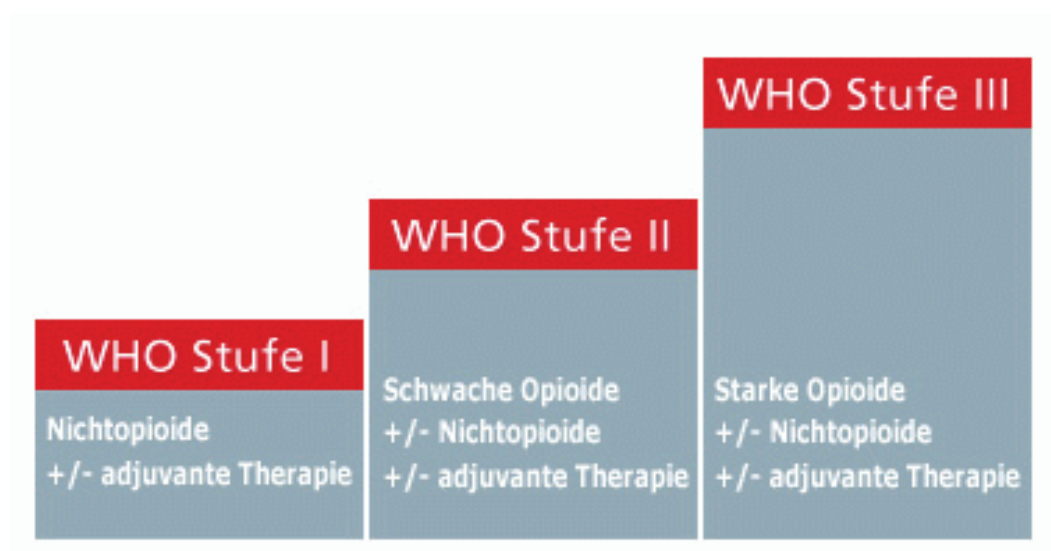 WHO Stufe I
Nichtopioide
+/- adjuvante Therapie
WHO Stufe II
Schwache Opioide
+/- Nichtopioide
+/- adjuvante Therapie
WHO Stufe III
Starke Opioide
+/- Nichtopioide
+/- adjuvante Therapie